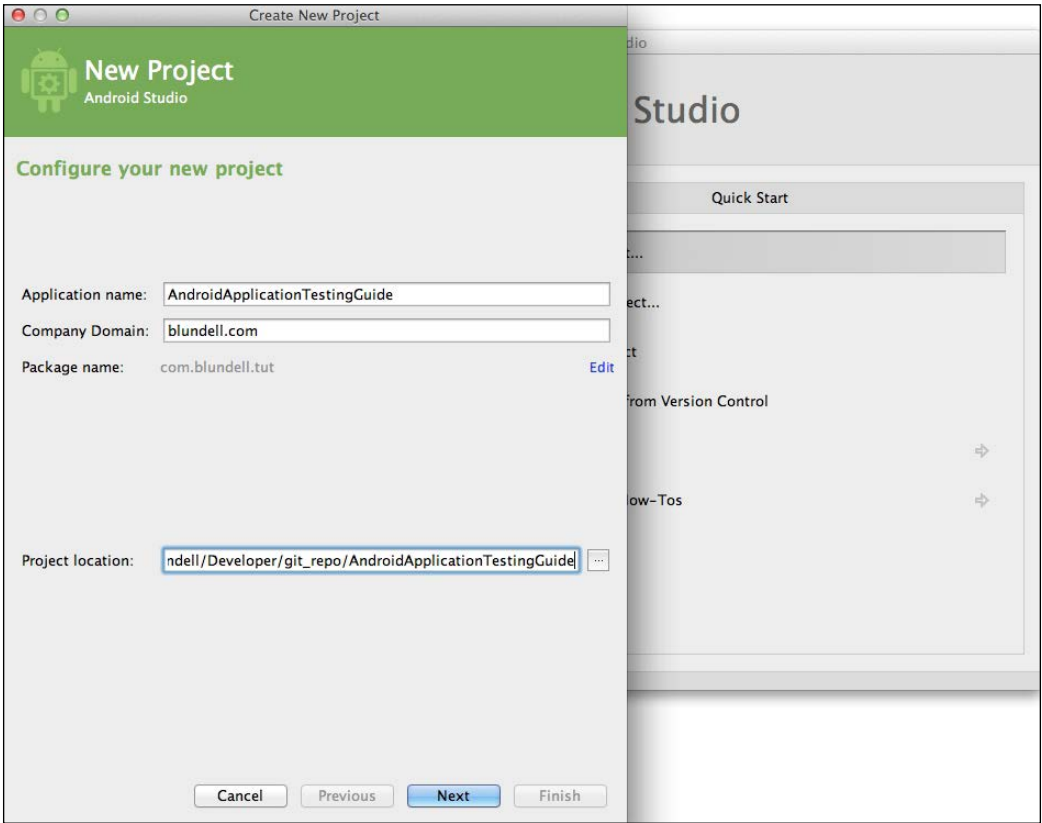 Create New Project
New Project
Android Studio
Configure your new project
Application name: AndroidApplicationTestingGuide
Company Domain: blundell.com
Package name: com.blundell.tut Edit
Project location: ndell/Developer/git_repo/AndroidApplicationTestingGuide ...
Cancel Previous Next Finish
dio
Studio
Quick Start
t...
ect...
ct
from Version Control
How-Tos